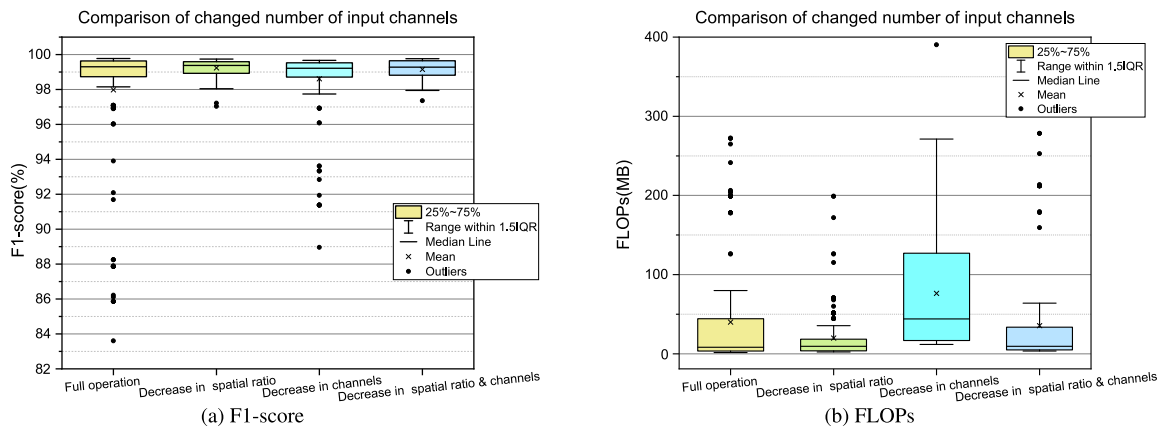 Comparison of changed number of input channels
100
98
96
94
92
90
88
86
84
82
F1-score(%)
25%~75%
Range within 1.5IQR
Median Line
Mean
Outliers
Full operation
Decrease in spatial ratio
Decrease in channels
Decrease in spatial ratio & channels
(a) F1-score
Comparison of changed number of input channels
400
300
200
100
0
FLOPs(MB)
25%~75%
Range within 1.5IQR
Median Line
Mean
Outliers
Full operation
Decrease in spatial ratio
Decrease in channels
Decrease in spatial ratio & channels
(b) FLOPs